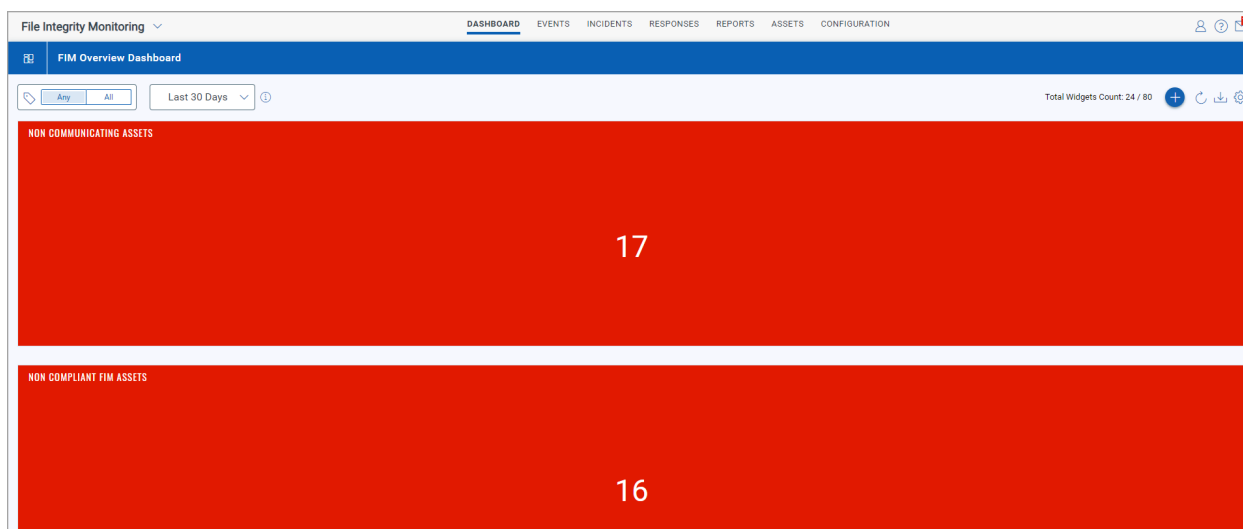 File Integrity Monitoring
DASHBOARD EVENTS INCIDENTS RESPONSES REPORTS ASSETS CONFIGURATION
FIM Overview Dashboard
Any All Last 30 Days Total Widgets Count: 24 / 80
NON COMMUNICATING ASSETS
17
NON COMPLIANT FIM ASSETS
16